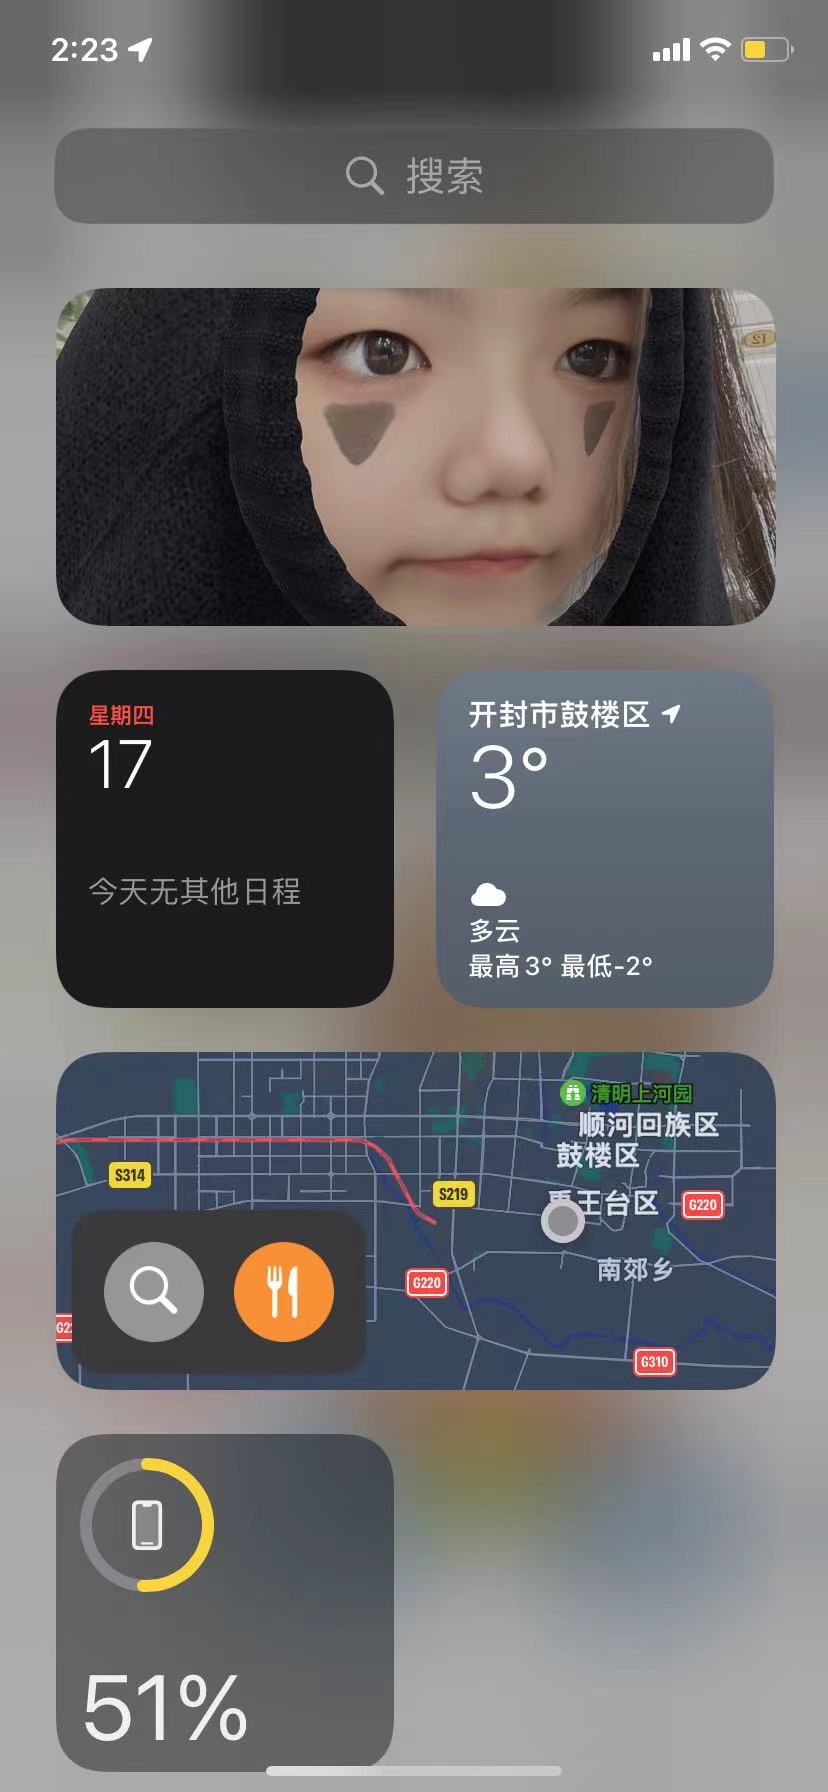 2:23
搜索
星期四
17
今天无其他日程
开封市鼓楼区
3°
多云
最高3° 最低-2°
清明上河园
顺河回族区
鼓楼区
S314
S219
王台区
G220
南郊乡
G220
G310
51%